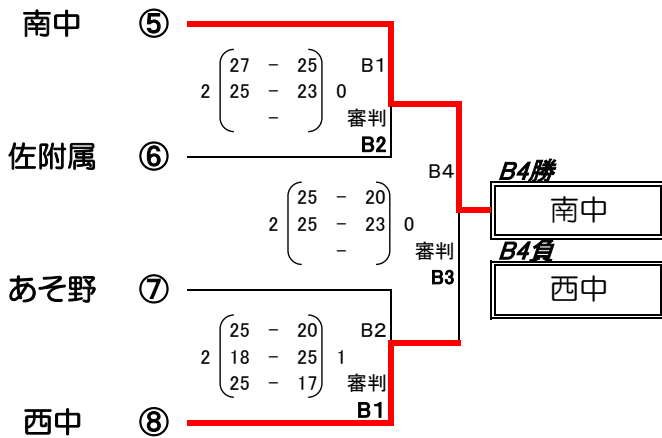 南中 ⑤
27 - 25 B1
2 25 - 23 0
- 審判
B2
佐附属 ⑥
B4 B4勝
25 - 20 南中
2 25 - 23 0
- 審判 B4負
B3
あそ野 ⑦ 西中
25 - 20 B2
2 18 - 25 1
25 - 17 審判
B1
西中 ⑧